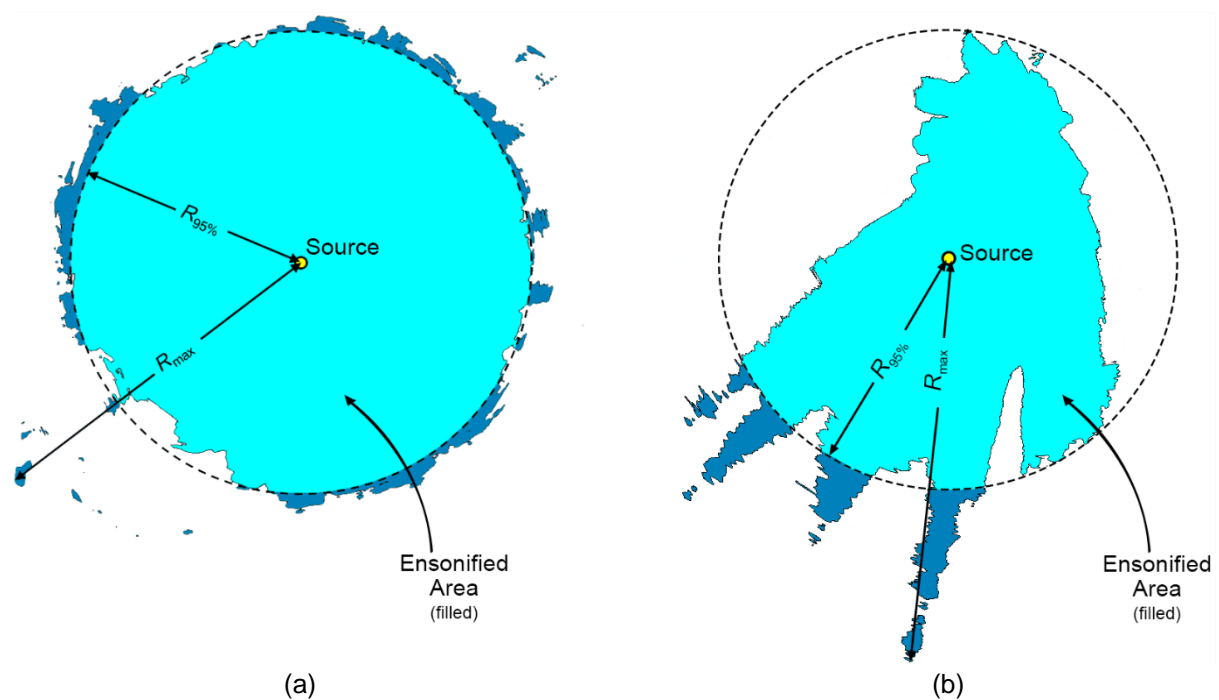 R95%
Source
Rmax
Ensonified
Area
(filled)
(a)
Source
R95%
Rmax
Ensonified
Area
(filled)
(b)